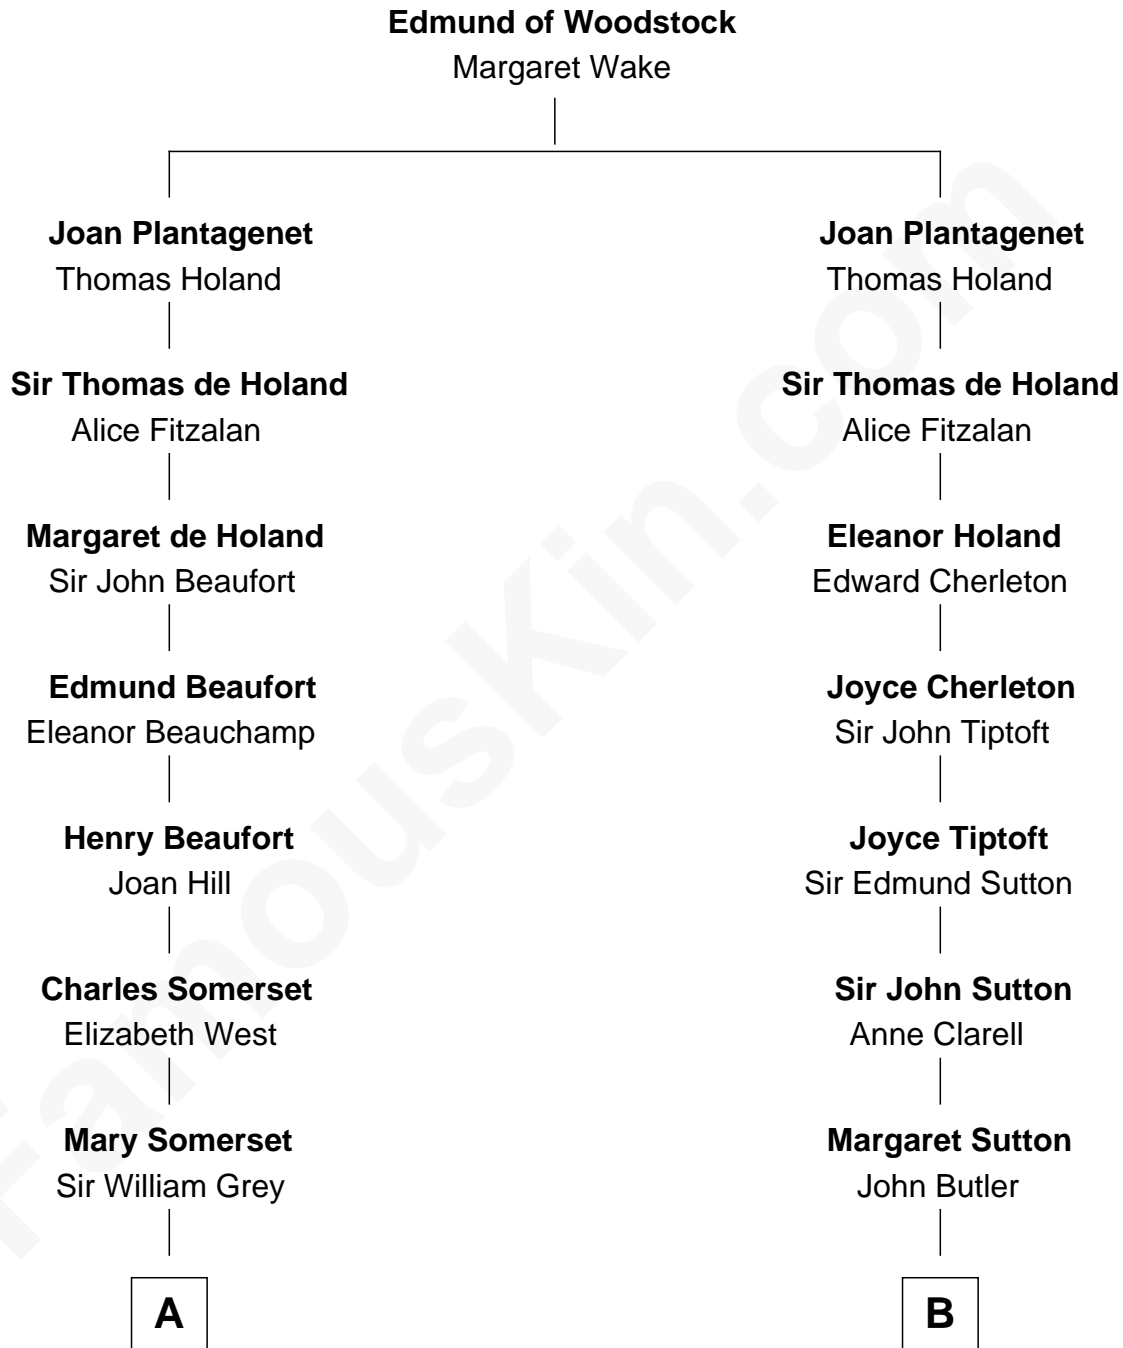 Edmund of Woodstock
Margaret Wake
Joan Plantagenet
Thomas Holand
Sir Thomas de Holand
Alice Fitzalan
Margaret de Holand
Sir John Beaufort
Edmund Beaufort
Eleanor Beauchamp
Henry Beaufort
Joan Hill
Charles Somerset
Elizabeth West
Mary Somerset
Sir William Grey
A
Joan Plantagenet
Thomas Holand
Sir Thomas de Holand
Alice Fitzalan
Eleanor Holand
Edward Cherleton
Joyce Cherleton
Sir John Tiptoft
Joyce Tiptoft
Sir Edmund Sutton
Sir John Sutton
Anne Clarell
Margaret Sutton
John Butler
B
FamousKin.com